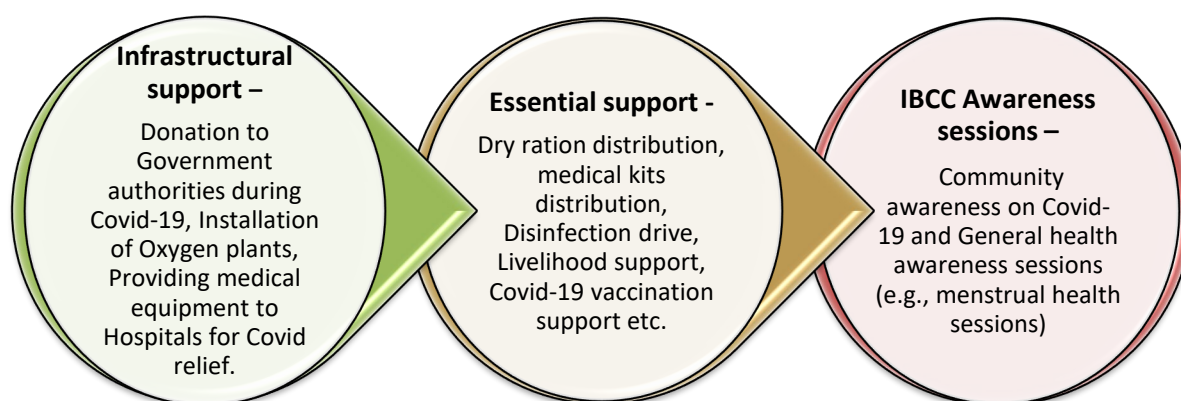 Infrastructural
support –
Donation to
Government
authorities during
Covid-19, Installation
of Oxygen plants,
Providing medical
equipment to
Hospitals for Covid
relief.
Essential support -
Dry ration distribution,
medical kits
distribution,
Disinfection drive,
Livelihood support,
Covid-19 vaccination
support etc.
IBCC Awareness
sessions –
Community
awareness on Covid-
19 and General health
awareness sessions
(e.g., menstrual health
sessions)